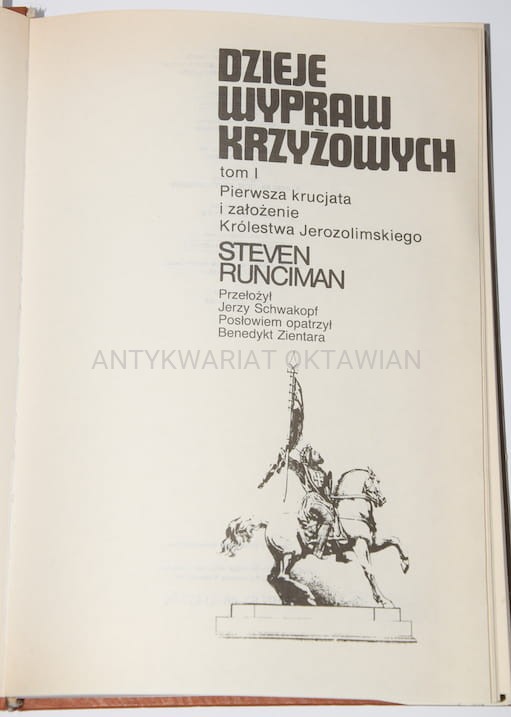 DZIEJE
WYPRAW
KRZYŻOWYCH
tom I
Pierwsza krucjata
i założenie
Królestwa Jerozolimskiego
STEVEN
RUNCIMAN
Przełożył
Jerzy Schwakopf
Posłowiem opatrzył
Benedykt Zientara
ANTYKWARIAT OKTAWIAN